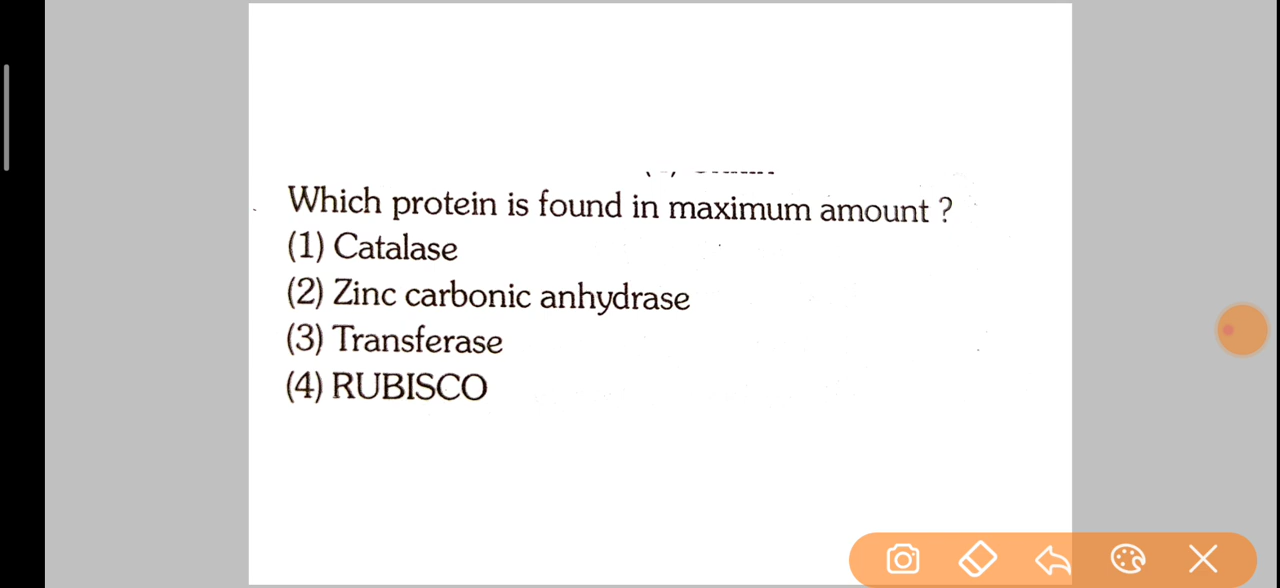 Which protein is found in maximum amount ?
(1) Catalase
(2) Zinc carbonic anhydrase
(3) Transferase
(4) RUBISCO